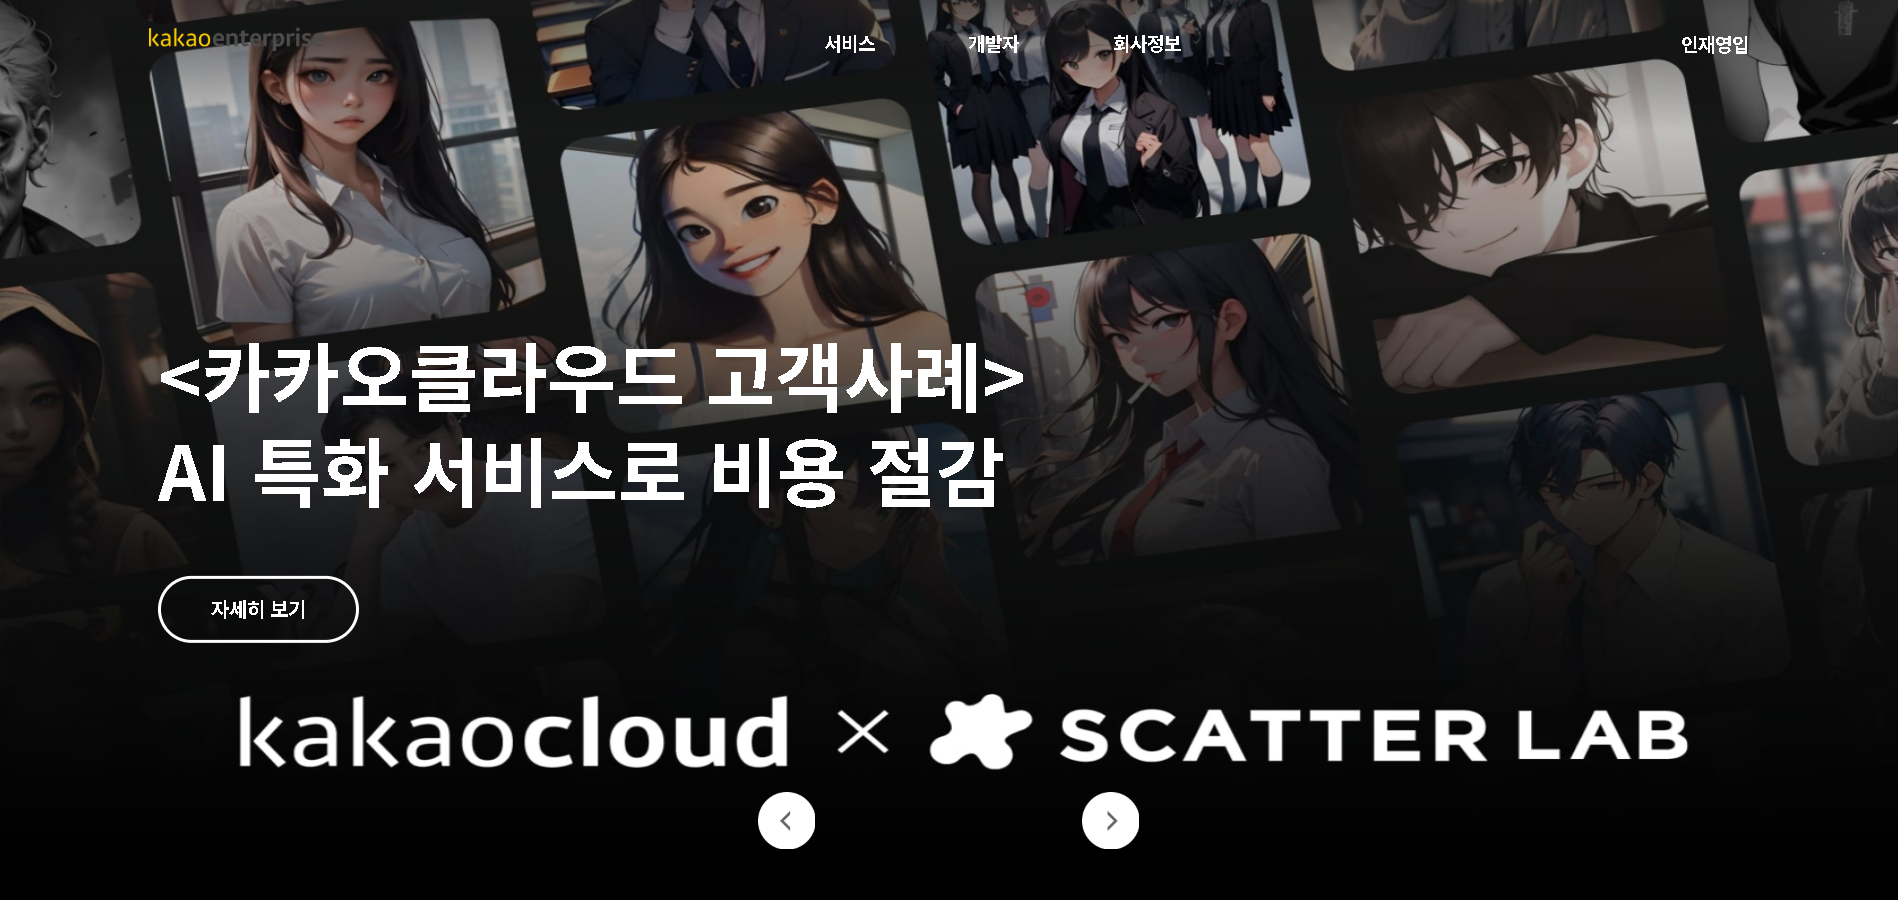 kakaoenterprise
서비스
개발자
회사정보
인재영입
<카카오클라우드 고객사례>
AI 특화 서비스로 비용 절감
자세히 보기
kakaocloud × SCATTER LAB